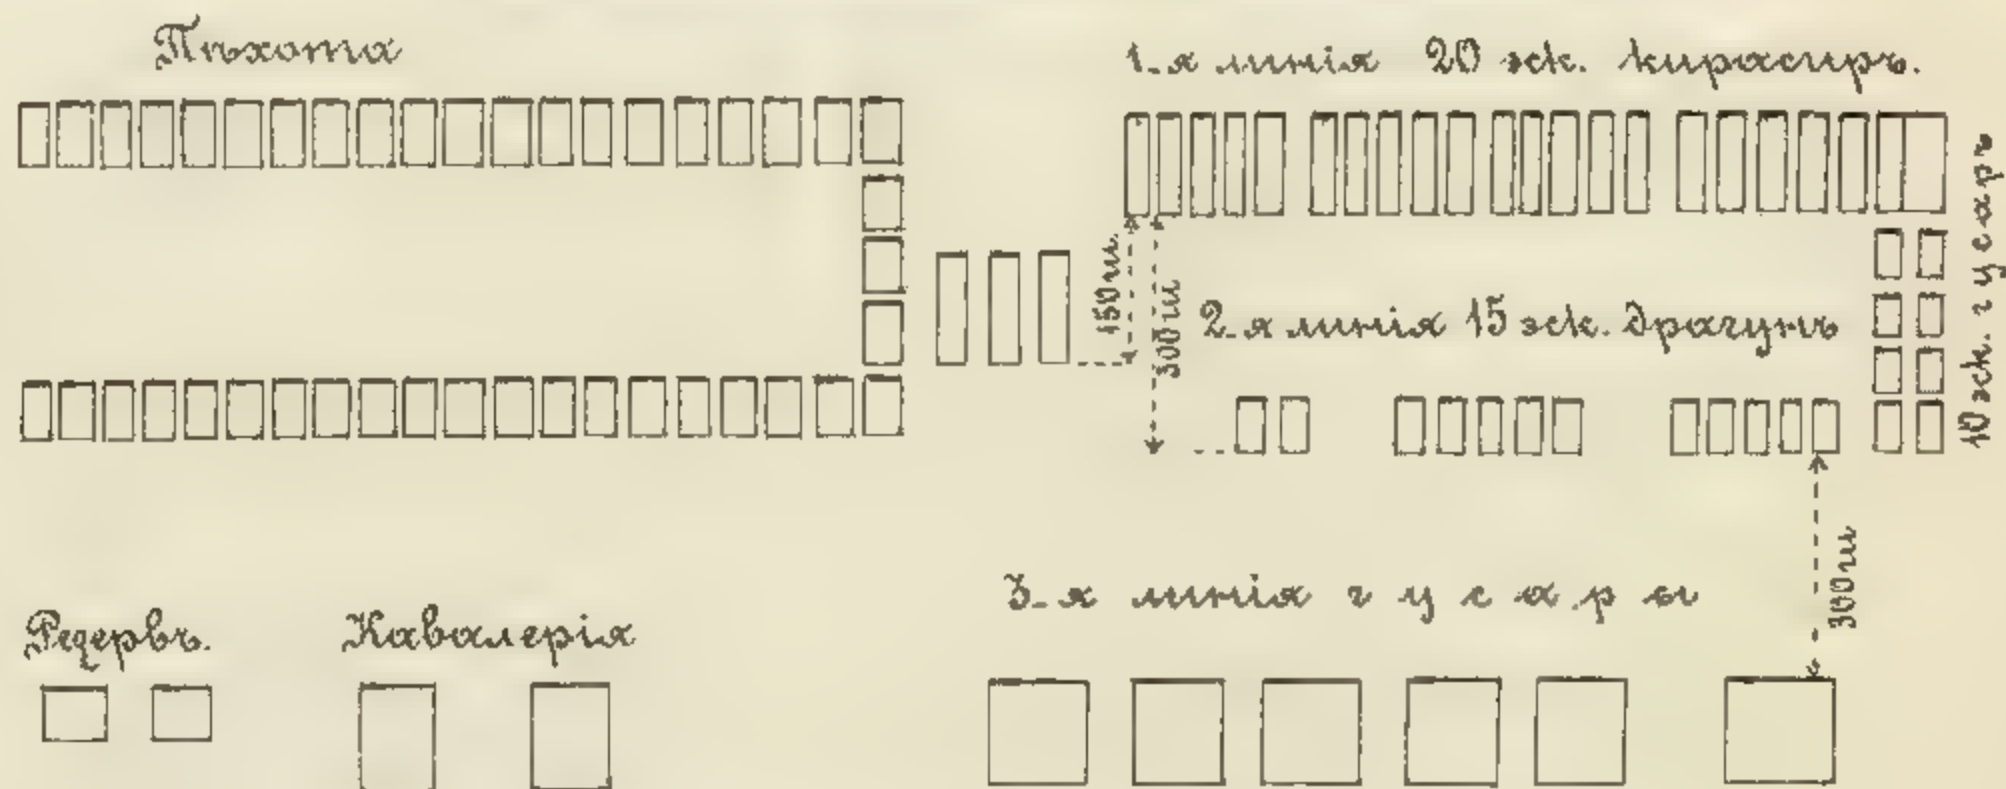 Пѣхота
1-я линія 20 эск. кирасиръ.
10 эск. гусаръ
150 ш.
300 ш
2-я линія 15 эск. драгунъ
300 ш
3-я линія гусары
Резервъ.
Кавалерія